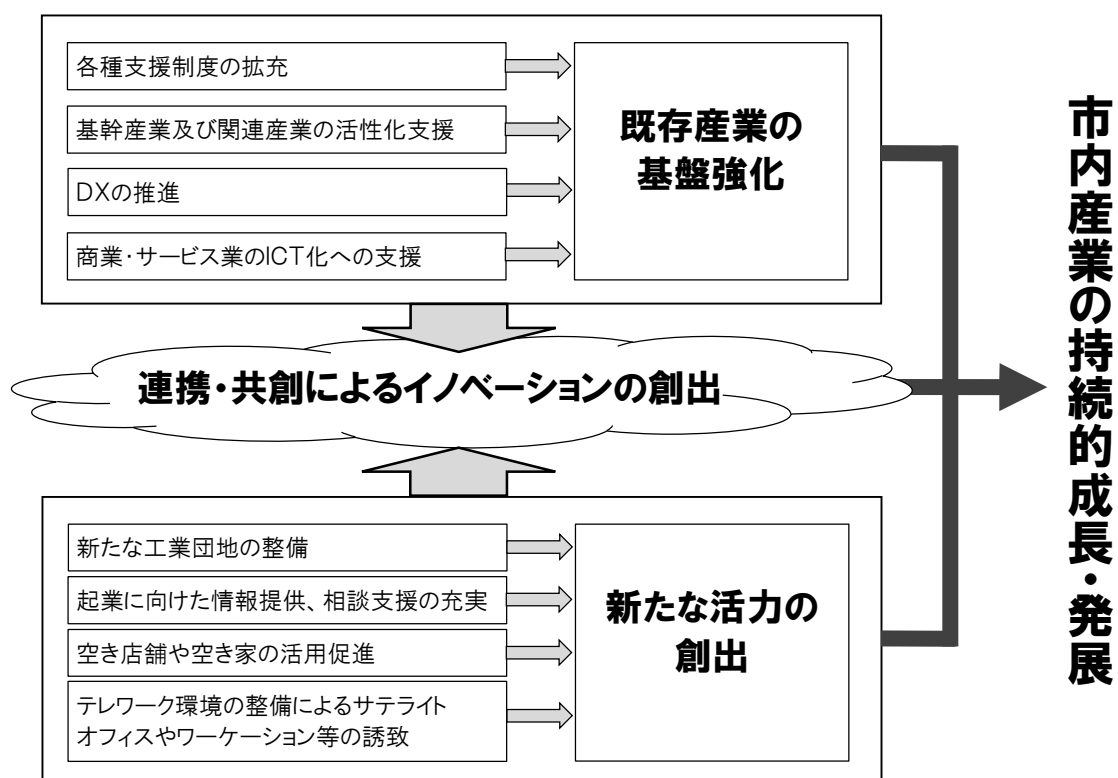 各種支援制度の拡充
基幹産業及び関連産業の活性化支援
DXの推進
商業・サービス業のICT化への支援
既存産業の
基盤強化
連携・共創によるイノベーションの創出
新たな工業団地の整備
起業に向けた情報提供、相談支援の充実
空き店舗や空き家の活用促進
テレワーク環境の整備によるサテライト
オフィスやワーケーション等の誘致
新たな活力の
創出
市内産業の持続的成長・発展